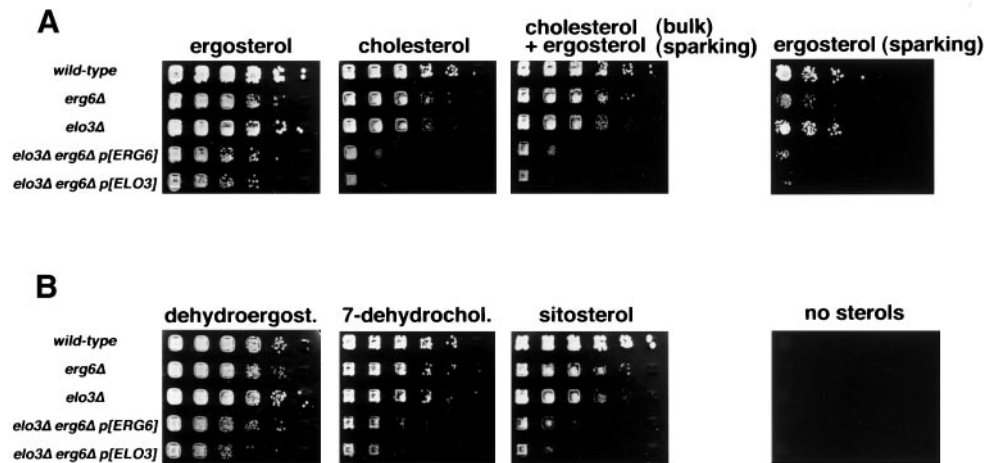 A
ergosterol
cholesterol
cholesterol (bulk)
+ ergosterol (sparking)
ergosterol (sparking)
wild-type
erg6Δ
elo3Δ
elo3Δ erg6Δ p[ERG6]
elo3Δ erg6Δ p[ELO3]
B
dehydroergost.
7-dehydrochol.
sitosterol
no sterols
wild-type
erg6Δ
elo3Δ
elo3Δ erg6Δ p[ERG6]
elo3Δ erg6Δ p[ELO3]